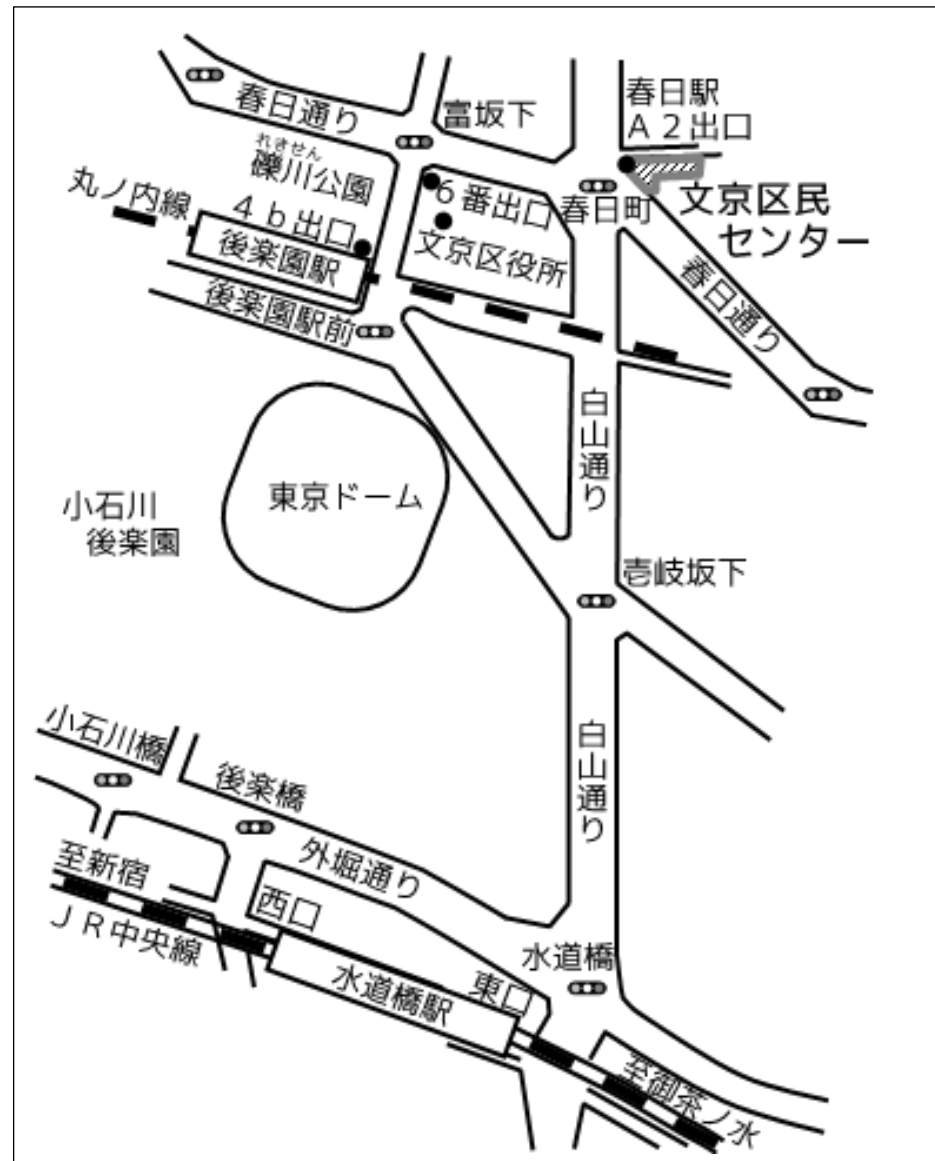 春日通り
富坂下
春日駅
Ａ２出口
れきせん
礫川公園
丸ノ内線
４ｂ出口
６番出口
春日町
文京区民
センター
後楽園駅
文京区役所
後楽園駅前
春日通り
白山通り
東京ドーム
小石川
後楽園
壱岐坂下
小石川橋
後楽橋
白山通り
外堀通り
至新宿
ＪＲ中央線
西口
水道橋
水道橋駅
東口
至御茶ノ水